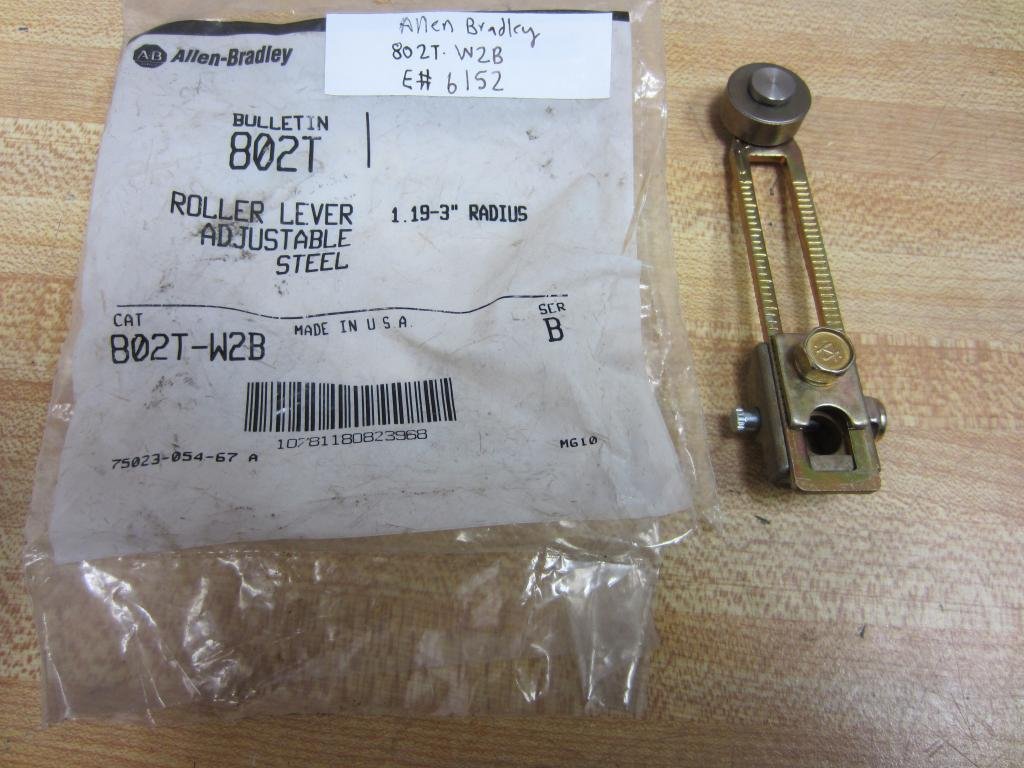 Allen Bradley
802T-W2B
E# 6152
AB Allen-Bradley
BULLETIN
802T
ROLLER LEVER 1.19-3" RADIUS
ADJUSTABLE
STEEL
CAT MADE IN U.S.A. SER
802T-W2B B
10781180823968
75023-054-67 A MG10